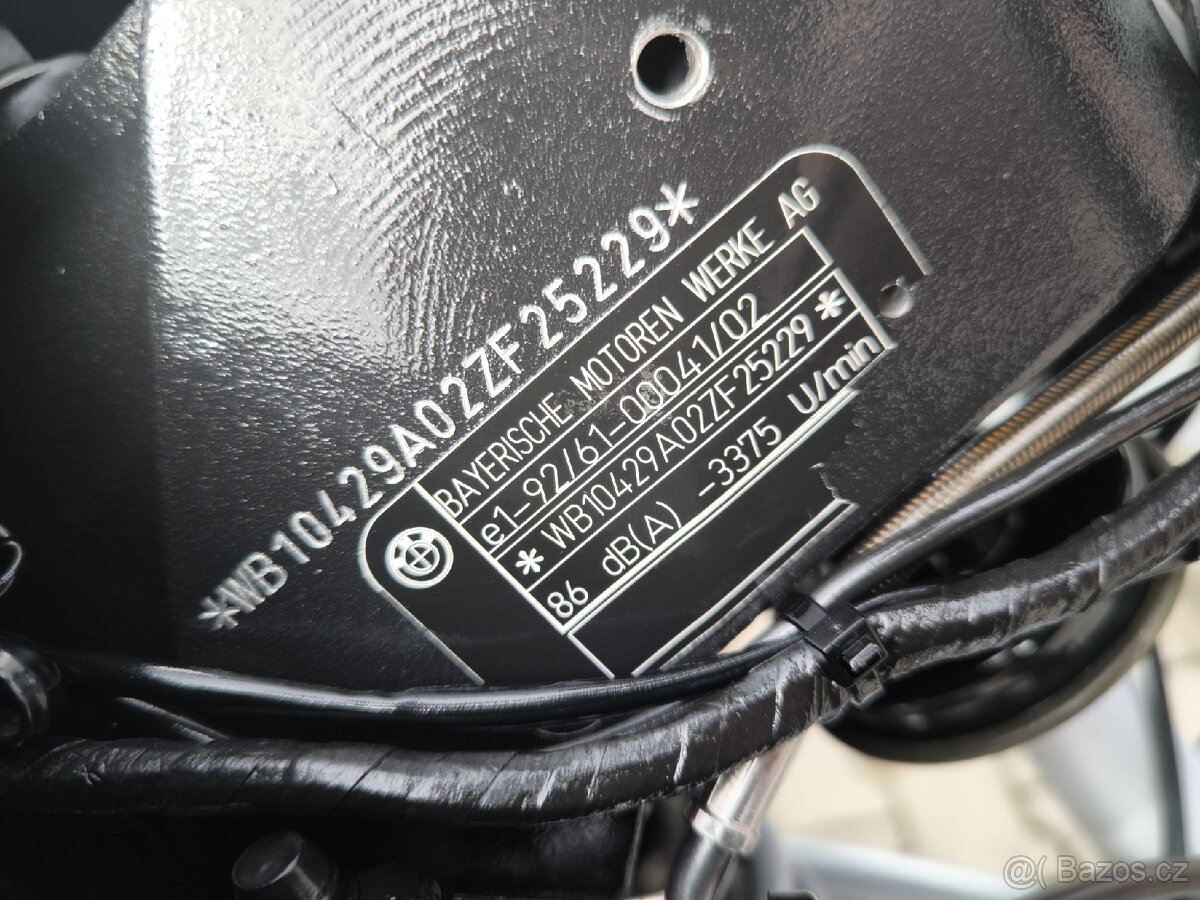 *WB10429A02ZF25229*
BAYERISCHE MOTOREN WERKE AG
e1-92/61-00041/02
* WB10429A02ZF25229 *
86 dB(A) -3375 U/min
@( Bazos.cz